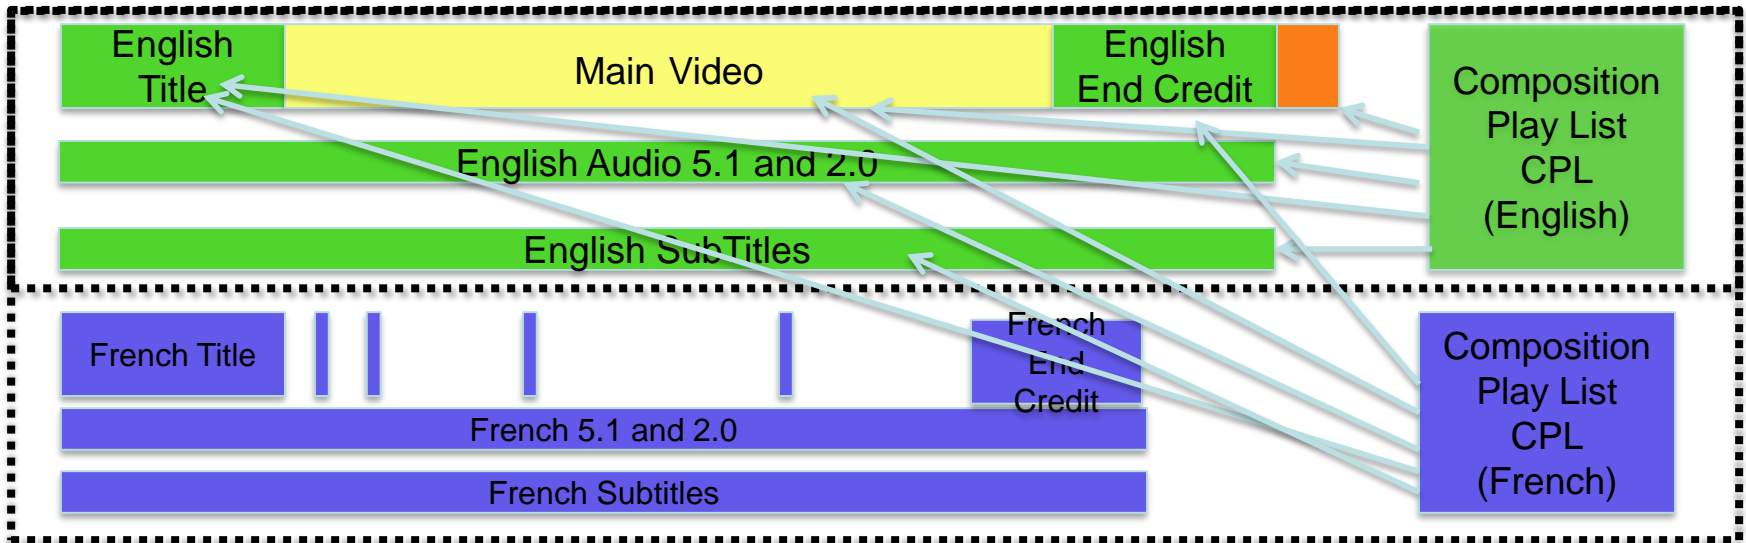 English
Title
Main Video
English
End Credit
Composition
Play List
CPL
(English)
English Audio 5.1 and 2.0
English SubTitles
French Title
French
End
Credit
Composition
Play List
CPL
(French)
French 5.1 and 2.0
French Subtitles